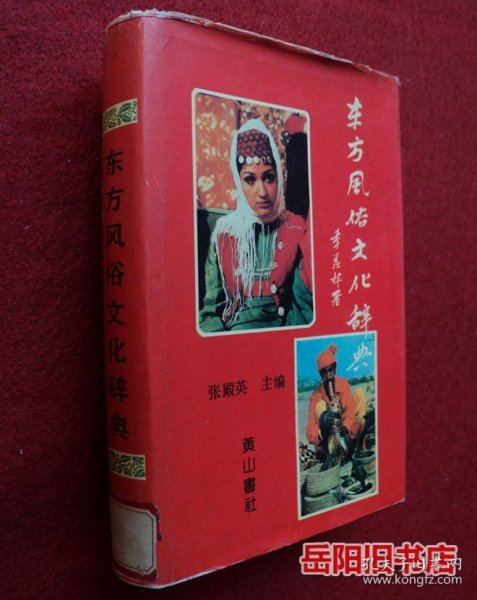 东方风俗文化辞典
东方风俗文化辞典
季羡林署
张殿英 主编
黄山書社
岳阳旧书店
孔夫子旧书网
www.kongfz.com